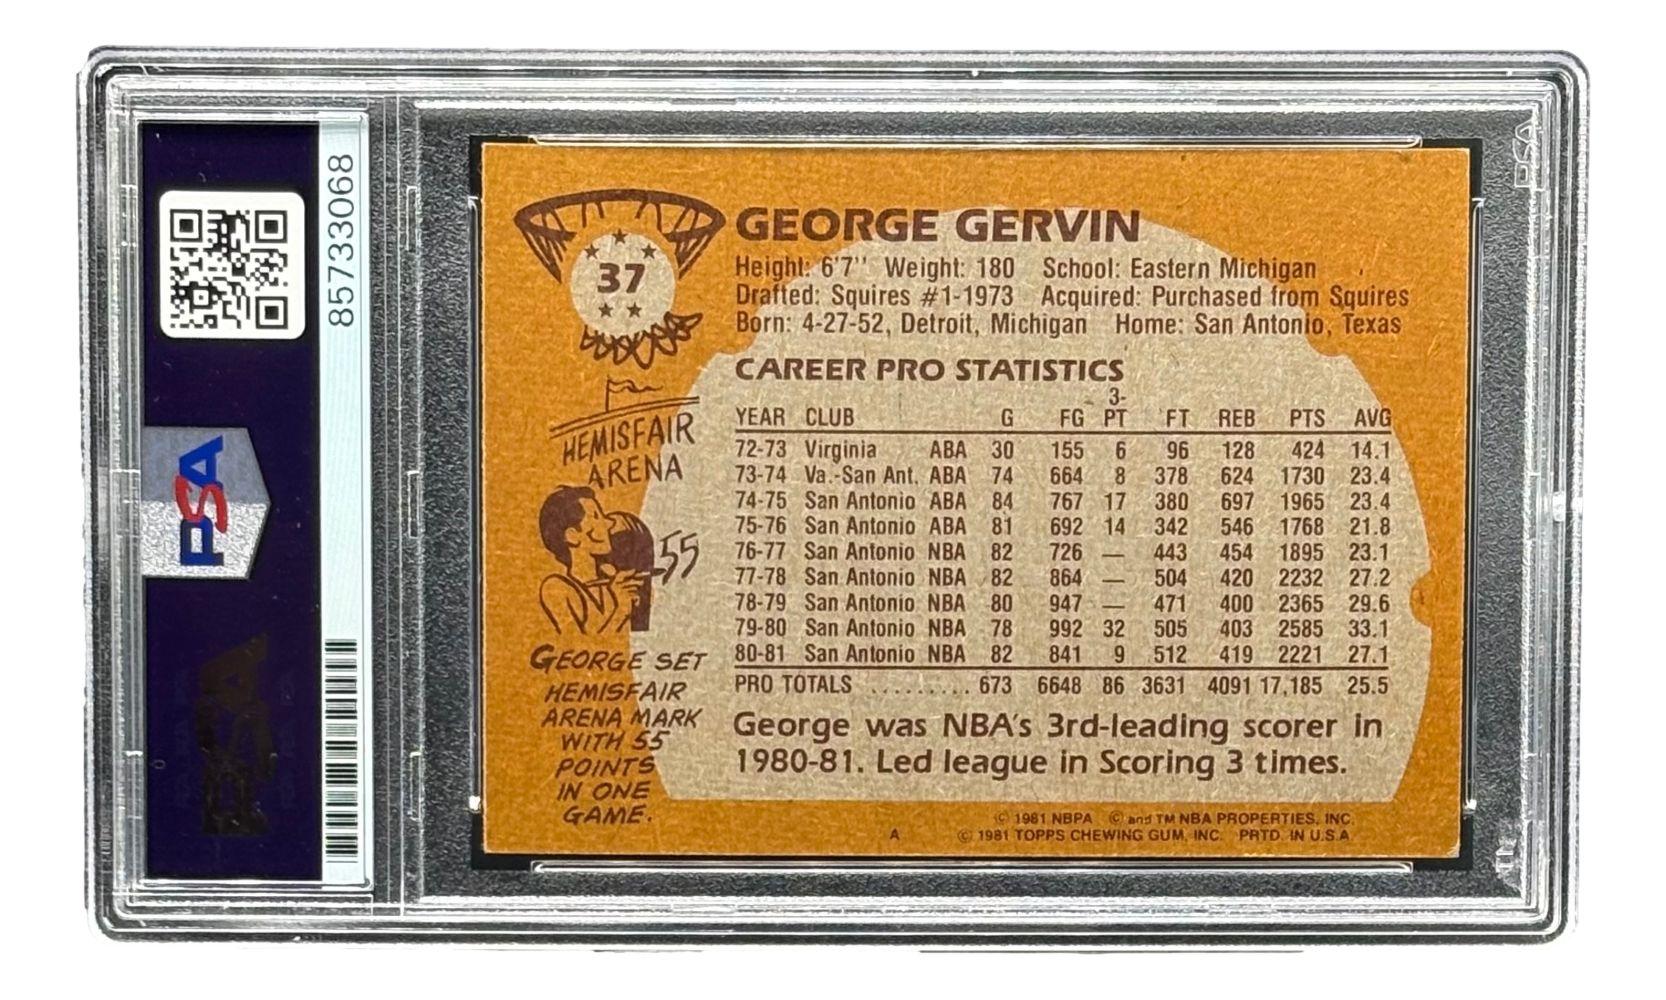 85733068
PSA
PSA
PSA
37
GEORGE GERVIN
Height: 6'7" Weight: 180 School: Eastern Michigan
Drafted: Squires #1-1973 Acquired: Purchased from Squires
Born: 4-27-52, Detroit, Michigan Home: San Antonio, Texas
CAREER PRO STATISTICS
YEAR CLUB G FG 3-PT FT REB PTS AVG
72-73 Virginia ABA 30 155 6 96 128 424 14.1
73-74 Va.-San Ant. ABA 74 664 8 378 624 1730 23.4
74-75 San Antonio ABA 84 767 17 380 697 1965 23.4
75-76 San Antonio ABA 81 692 14 342 546 1768 21.8
76-77 San Antonio NBA 82 726 — 443 454 1895 23.1
77-78 San Antonio NBA 82 864 — 504 420 2232 27.2
78-79 San Antonio NBA 80 947 — 471 400 2365 29.6
79-80 San Antonio NBA 78 992 32 505 403 2585 33.1
80-81 San Antonio NBA 82 841 9 512 419 2221 27.1
PRO TOTALS ......... 673 6648 86 3631 4091 17,185 25.5
George was NBA's 3rd-leading scorer in
1980-81. Led league in Scoring 3 times.
HEMISFAIR
ARENA
55
GEORGE SET
HEMISFAIR
ARENA MARK
WITH 55
POINTS
IN ONE
GAME.
© 1981 NBPA © and TM NBA PROPERTIES, INC.
A © 1981 TOPPS CHEWING GUM, INC. PRTD. IN U.S.A.